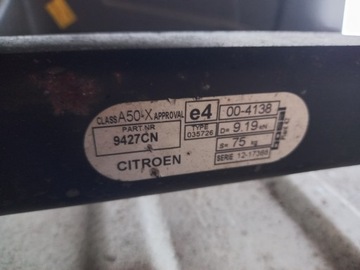 CLASS A50-X APPROVAL e4 00-4138
PART NR TYPE D= 9.19 kN
9427CN 035726 S= 75 kg
CITROEN SERIE 12-17388